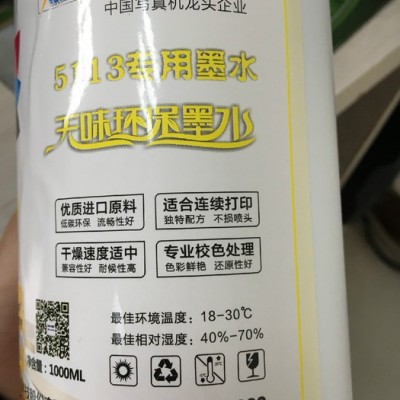 中国写真机龙头企业
5113专用墨水
无味环保墨水
优质进口原料
低碳环保 流畅性好
适合连续打印
独特配方 不损喷头
干燥速度适中
兼容性好 耐候性高
专业校色处理
色彩鲜艳 还原性好
最佳环境温度：18-30℃
最佳相对湿度：40%-70%
含量：1000ML